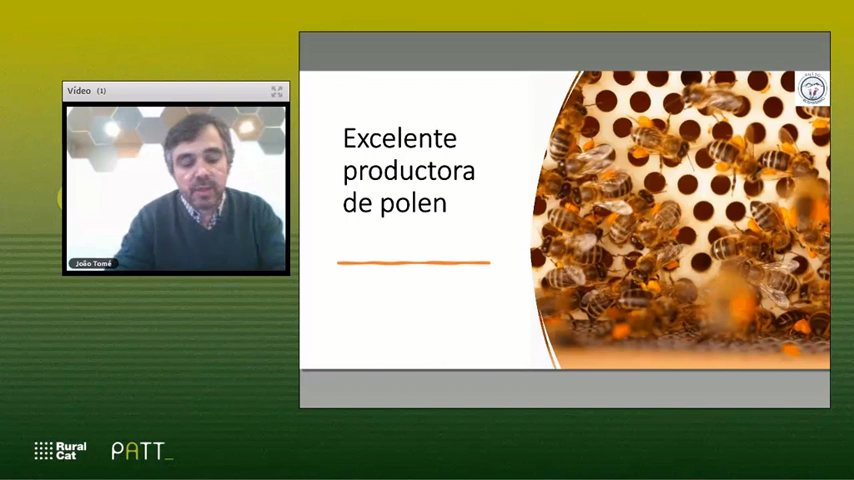 Vídeo (1)
João Tomé
Excelente
productora
de polen
Rural
Cat
PATT_